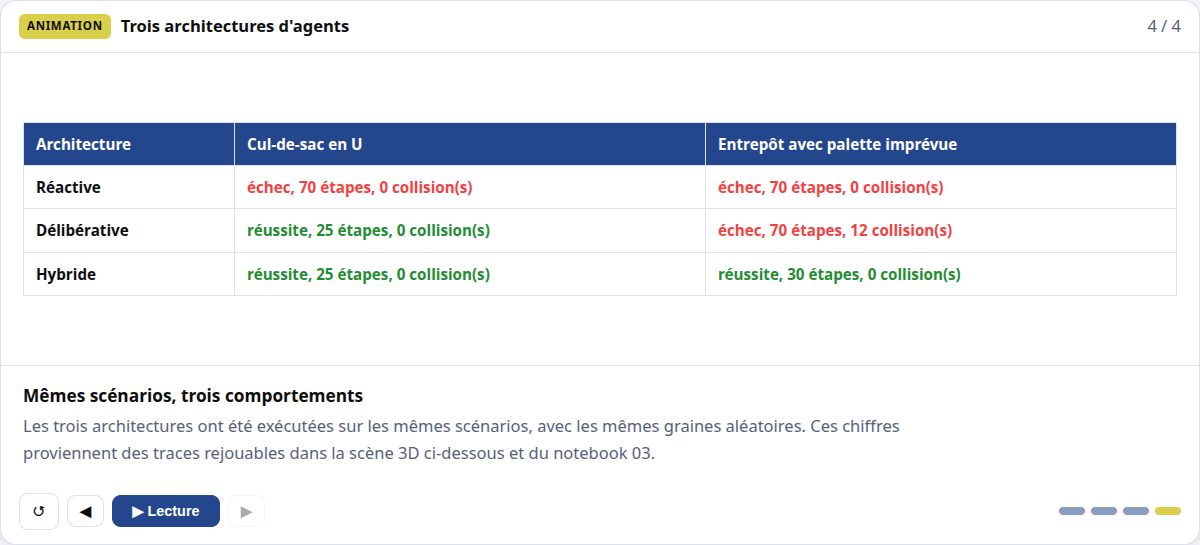 ANIMATION Trois architectures d'agents 4 / 4
Architecture Cul-de-sac en U Entrepôt avec palette imprévue
Réactive échec, 70 étapes, 0 collision(s) échec, 70 étapes, 0 collision(s)
Délibérative réussite, 25 étapes, 0 collision(s) échec, 70 étapes, 12 collision(s)
Hybride réussite, 25 étapes, 0 collision(s) réussite, 30 étapes, 0 collision(s)
Mêmes scénarios, trois comportements
Les trois architectures ont été exécutées sur les mêmes scénarios, avec les mêmes graines aléatoires. Ces chiffres
proviennent des traces rejouables dans la scène 3D ci-dessous et du notebook 03.
↺ ◀ ▶ Lecture ▶